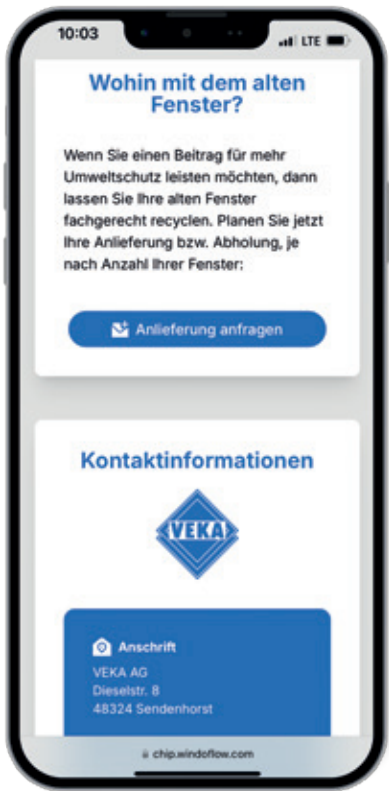 10:03
LTE
Wohin mit dem alten
Fenster?
Wenn Sie einen Beitrag für mehr
Umweltschutz leisten möchten, dann
lassen Sie Ihre alten Fenster
fachgerecht recyclen. Planen Sie jetzt
Ihre Anlieferung bzw. Abholung, je
nach Anzahl Ihrer Fenster:
Anlieferung anfragen
Kontaktinformationen
VEKA
Anschrift
VEKA AG
Dieselstr. 8
48324 Sendenhorst
chip.windoflow.com